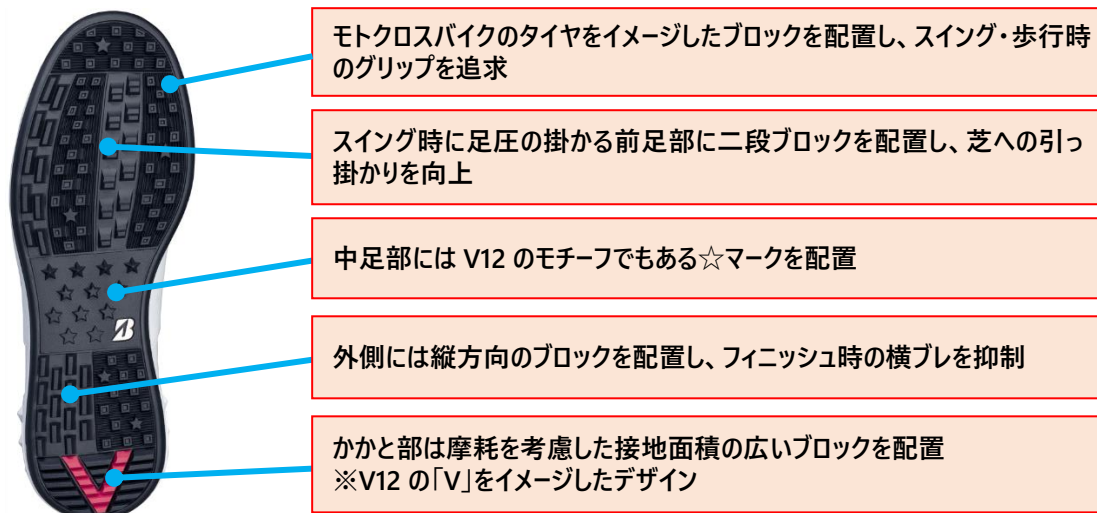 モトクロスバイクのタイヤをイメージしたブロックを配置し、スイング・歩行時
のグリップを追求
スイング時に足圧の掛かる前足部に二段ブロックを配置し、芝への引っ
掛かりを向上
中足部には V12 のモチーフでもある☆マークを配置
外側には縦方向のブロックを配置し、フィニッシュ時の横ブレを抑制
かかと部は摩耗を考慮した接地面積の広いブロックを配置
※V12 の「V」をイメージしたデザイン